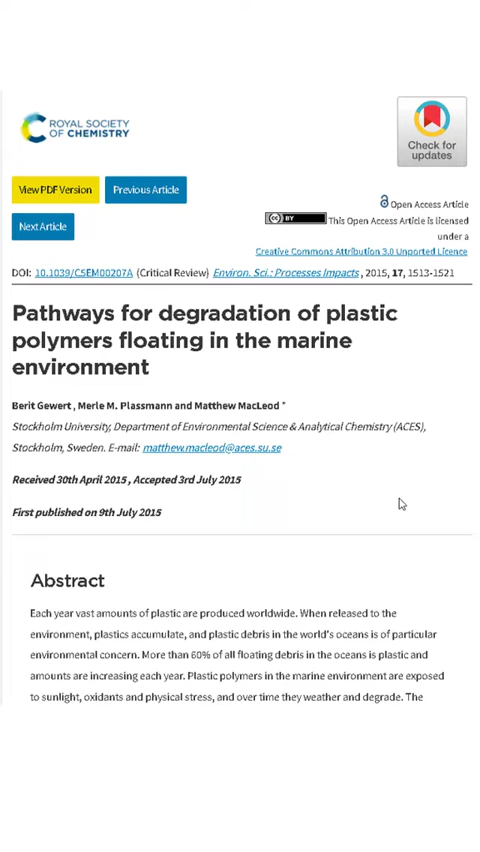 ROYAL SOCIETY
OF CHEMISTRY
Check for
updates
View PDF Version
Previous Article
Next Article
Open Access Article
cc BY
This Open Access Article is licensed
under a
Creative Commons Attribution 3.0 Unported Licence
DOI: 10.1039/C5EM00207A (Critical Review) Environ. Sci.: Processes Impacts , 2015, 17, 1513-1521
Pathways for degradation of plastic
polymers floating in the marine
environment
Berit Gewert , Merle M. Plassmann and Matthew MacLeod *
Stockholm University, Department of Environmental Science & Analytical Chemistry (ACES),
Stockholm, Sweden. E-mail: matthew.macleod@aces.su.se
Received 30th April 2015 , Accepted 3rd July 2015
First published on 9th July 2015
Abstract
Each year vast amounts of plastic are produced worldwide. When released to the
environment, plastics accumulate, and plastic debris in the world's oceans is of particular
environmental concern. More than 60% of all floating debris in the oceans is plastic and
amounts are increasing each year. Plastic polymers in the marine environment are exposed
to sunlight, oxidants and physical stress, and over time they weather and degrade. The